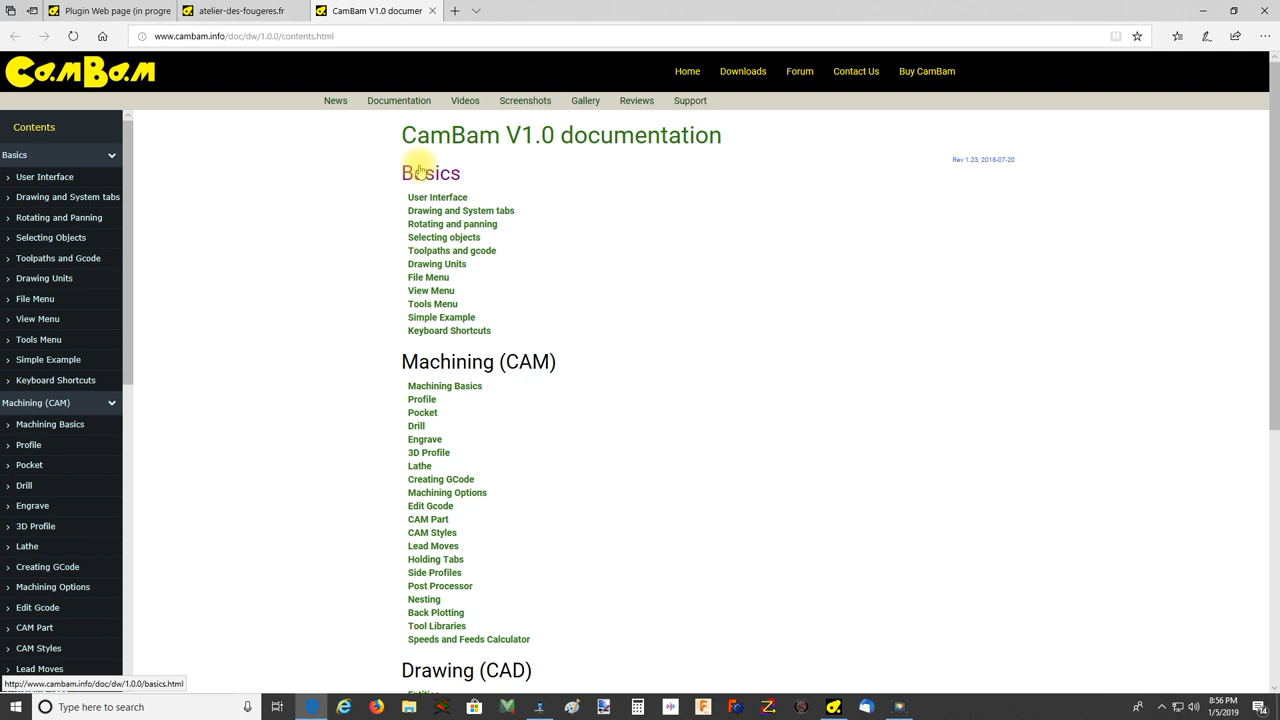 Plugin Web page (in progre
atelier-des-fougeres.fr
CamBam V1.0 documer
www.cambam.info/doc/dw/1.0.0/contents.html
CamBam
Home Downloads Forum Contact Us Buy CamBam
News Documentation Videos Screenshots Gallery Reviews Support
Contents
Basics
User Interface
Drawing and System tabs
Rotating and Panning
Selecting Objects
Toolpaths and Gcode
Drawing Units
File Menu
View Menu
Tools Menu
Simple Example
Keyboard Shortcuts
Machining (CAM)
Machining Basics
Profile
Pocket
Drill
Engrave
3D Profile
Lathe
Creating GCode
Machining Options
Edit Gcode
CAM Part
CAM Styles
Lead Moves
CamBam V1.0 documentation
Rev 1.23, 2018-07-20
Basics
User Interface
Drawing and System tabs
Rotating and panning
Selecting objects
Toolpaths and gcode
Drawing Units
File Menu
View Menu
Tools Menu
Simple Example
Keyboard Shortcuts
Machining (CAM)
Machining Basics
Profile
Pocket
Drill
Engrave
3D Profile
Lathe
Creating GCode
Machining Options
Edit Gcode
CAM Part
CAM Styles
Lead Moves
Holding Tabs
Side Profiles
Post Processor
Nesting
Back Plotting
Tool Libraries
Speeds and Feeds Calculator
Drawing (CAD)
http://www.cambam.info/doc/dw/1.0.0/basics.html
Type here to search
8:56 PM
1/5/2019